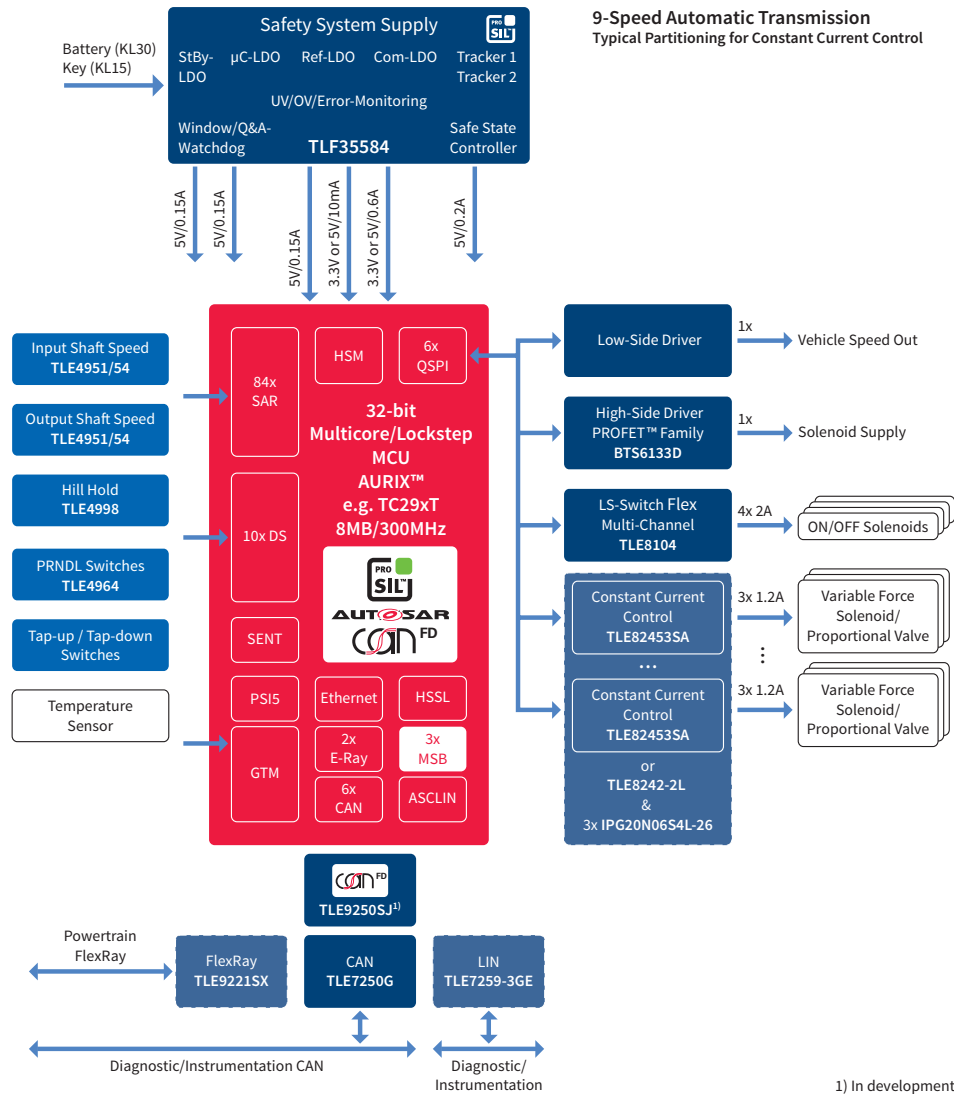 9-Speed Automatic Transmission
Typical Partitioning for Constant Current Control
Battery (KL30)
Key (KL15)
Safety System Supply
PRO
SIL™
StBy-
LDO
µC-LDO
Ref-LDO
Com-LDO
Tracker 1
Tracker 2
UV/OV/Error-Monitoring
Window/Q&A-
Watchdog
TLF35584
Safe State
Controller
5V/0.15A
5V/0.15A
5V/0.15A
3.3V or 5V/10mA
3.3V or 5V/0.6A
5V/0.2A
Input Shaft Speed
TLE4951/54
Output Shaft Speed
TLE4951/54
Hill Hold
TLE4998
PRNDL Switches
TLE4964
Tap-up / Tap-down
Switches
Temperature
Sensor
84x
SAR
HSM
6x
QSPI
32-bit
Multicore/Lockstep
MCU
AURIX™
e.g. TC29xT
8MB/300MHz
10x DS
PRO
SIL™
AUTOSAR
CAN FD
SENT
PSI5
Ethernet
HSSL
GTM
2x
E-Ray
3x
MSB
6x
CAN
ASCLIN
Low-Side Driver
1x
Vehicle Speed Out
High-Side Driver
PROFET™ Family
BTS6133D
1x
Solenoid Supply
LS-Switch Flex
Multi-Channel
TLE8104
4x 2A
ON/OFF Solenoids
Constant Current
Control
TLE82453SA
3x 1.2A
Variable Force
Solenoid/
Proportional Valve
...
⋮
Constant Current
Control
TLE82453SA
3x 1.2A
Variable Force
Solenoid/
Proportional Valve
or
TLE8242-2L
&
3x IPG20N06S4L-26
CAN FD
TLE9250SJ1)
Powertrain
FlexRay
FlexRay
TLE9221SX
CAN
TLE7250G
LIN
TLE7259-3GE
Diagnostic/Instrumentation CAN
Diagnostic/
Instrumentation
1) In development